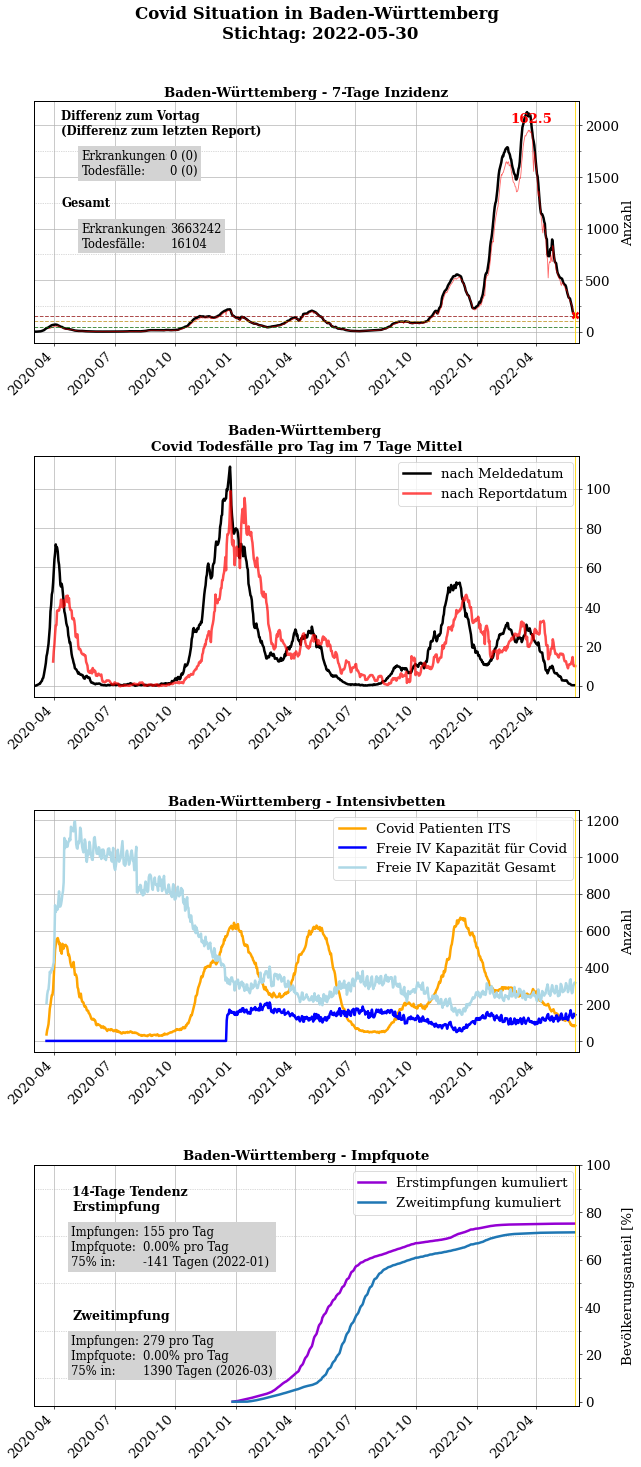 Covid Situation in Baden-Württemberg
Stichtag: 2022-05-30
Baden-Württemberg - 7-Tage Inzidenz
Differenz zum Vortag
(Differenz zum letzten Report)
Erkrankungen 0 (0)
Todesfälle: 0 (0)
Gesamt
Erkrankungen 3663242
Todesfälle: 16104
162.5
2000
1500
1000
500
0
Anzahl
2020-04 2020-07 2020-10 2021-01 2021-04 2021-07 2021-10 2022-01 2022-04
Baden-Württemberg
Covid Todesfälle pro Tag im 7 Tage Mittel
nach Meldedatum
nach Reportdatum
100
80
60
40
20
0
2020-04 2020-07 2020-10 2021-01 2021-04 2021-07 2021-10 2022-01 2022-04
Baden-Württemberg - Intensivbetten
Covid Patienten ITS
Freie IV Kapazität für Covid
Freie IV Kapazität Gesamt
1200
1000
800
600
400
200
0
Anzahl
2020-04 2020-07 2020-10 2021-01 2021-04 2021-07 2021-10 2022-01 2022-04
Baden-Württemberg - Impfquote
14-Tage Tendenz
Erstimpfung
Impfungen: 155 pro Tag
Impfquote: 0.00% pro Tag
75% in: -141 Tagen (2022-01)
Zweitimpfung
Impfungen: 279 pro Tag
Impfquote: 0.00% pro Tag
75% in: 1390 Tagen (2026-03)
Erstimpfungen kumuliert
Zweitimpfung kumuliert
100
80
60
40
20
0
Bevölkerungsanteil [%]
2020-04 2020-07 2020-10 2021-01 2021-04 2021-07 2021-10 2022-01 2022-04